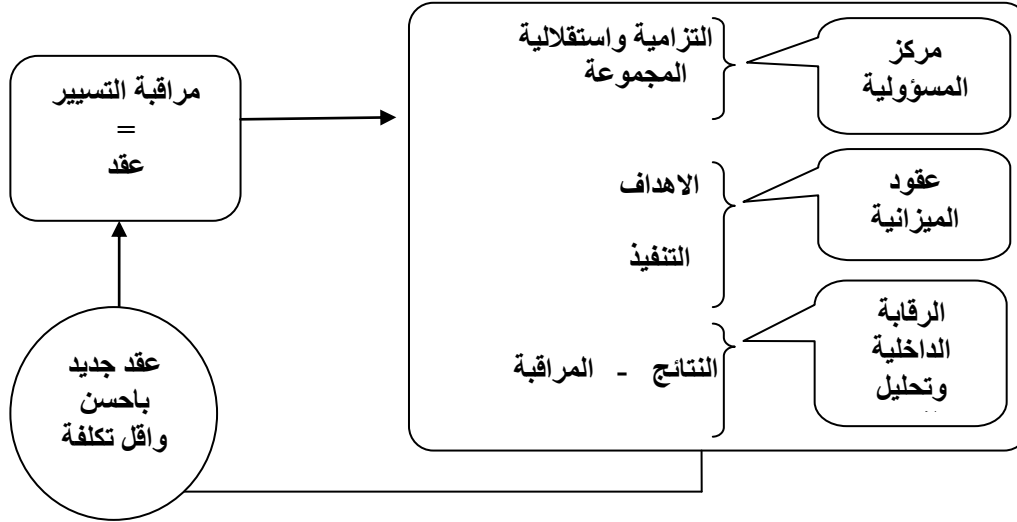 التزامية واستقلالية
المجموعة
مركز
المسؤولية
مراقبة التسيير
=
عقد
الاهداف
التنفيذ
عقود
الميزانية
النتائج - المراقبة
الرقابة
الداخلية
وتحليل
عقد جديد
باحسن
واقل تكلفة